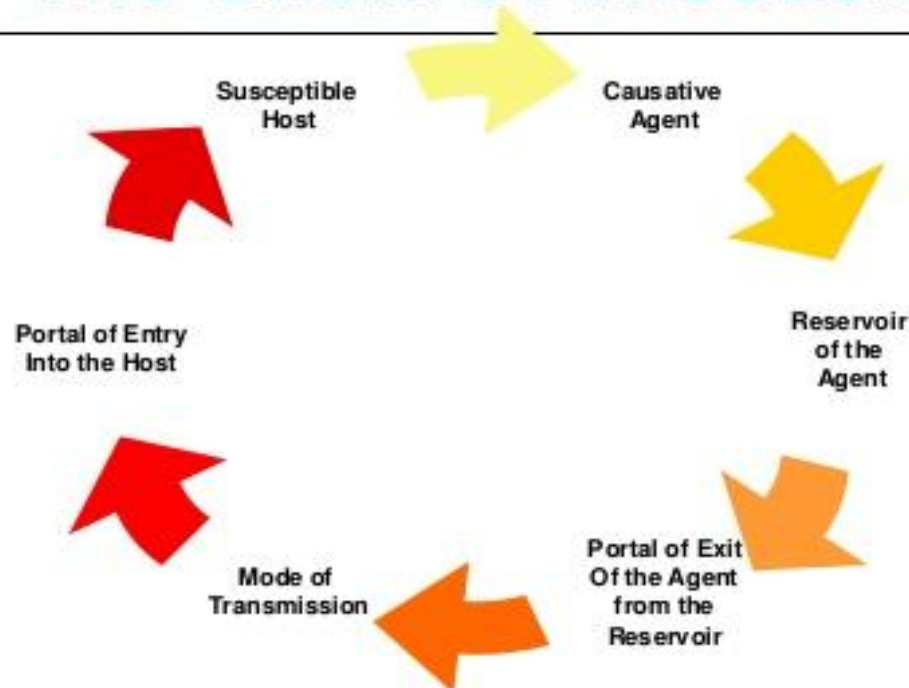 Susceptible
Host
Causative
Agent
Reservoir
of the
Agent
Portal of Exit
Of the Agent
from the
Reservoir
Mode of
Transmission
Portal of Entry
Into the Host